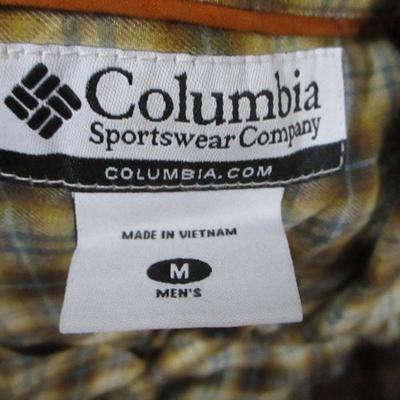 Columbia
Sportswear Company
COLUMBIA.COM
MADE IN VIETNAM
M
MEN'S